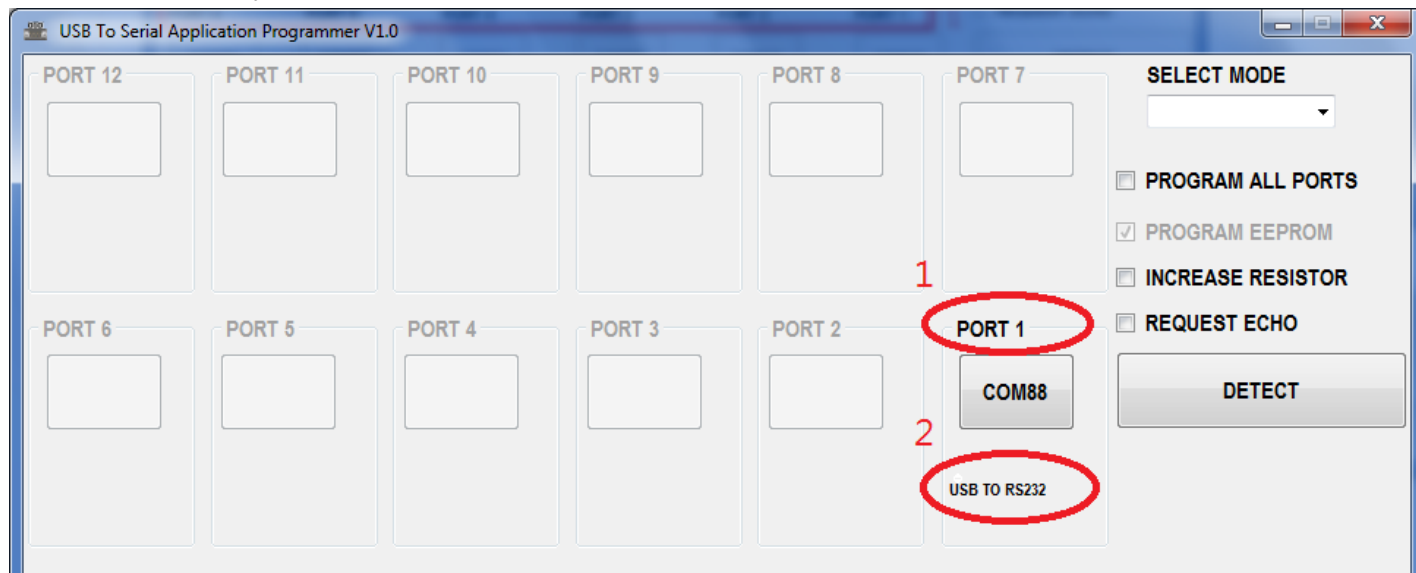 USB To Serial Application Programmer V1.0
PORT 12
PORT 11
PORT 10
PORT 9
PORT 8
PORT 7
SELECT MODE
PROGRAM ALL PORTS
PROGRAM EEPROM
INCREASE RESISTOR
1
PORT 6
PORT 5
PORT 4
PORT 3
PORT 2
PORT 1
REQUEST ECHO
COM88
DETECT
2
USB TO RS232